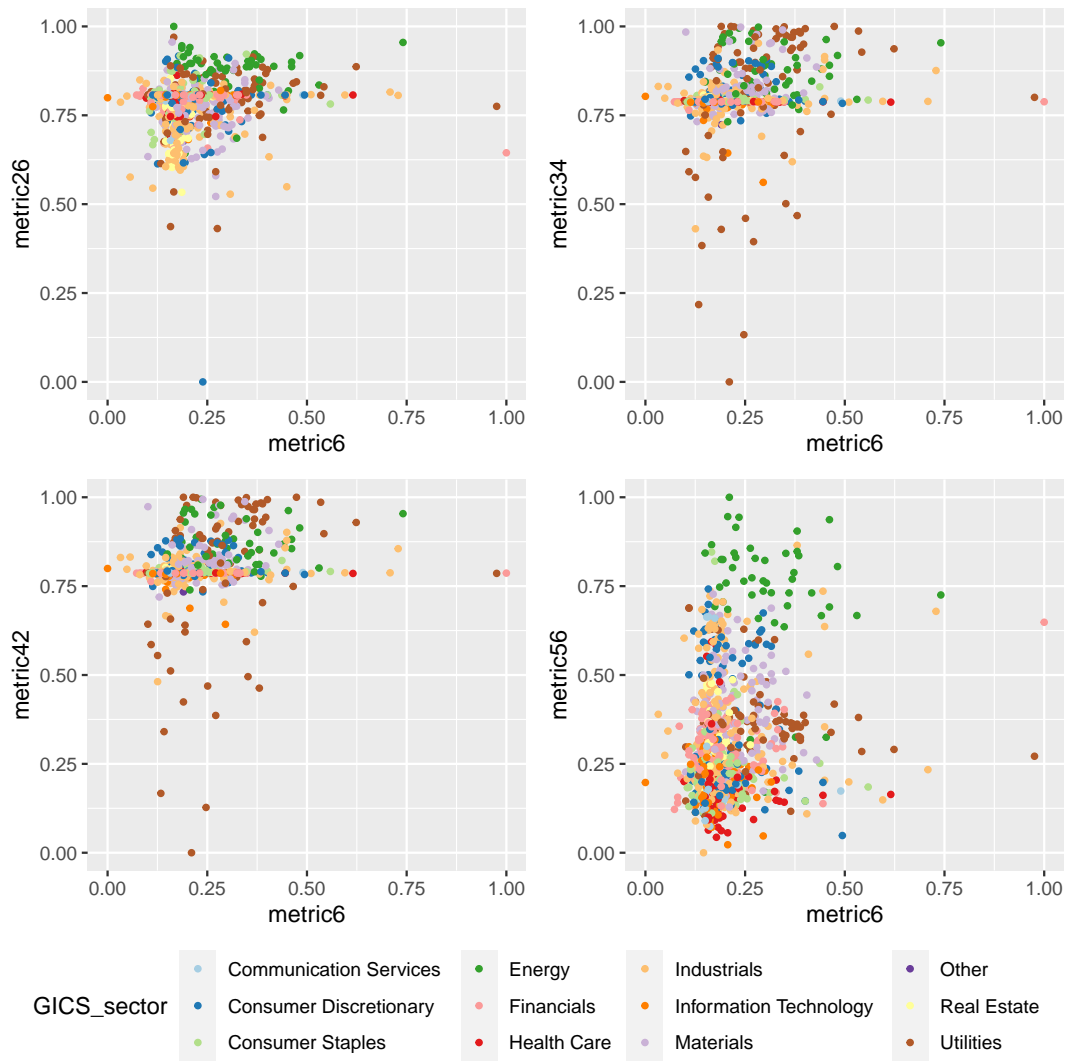 1.00
0.75
0.50
0.25
0.00
metric26
0.00 0.25 0.50 0.75 1.00
metric6
1.00
0.75
0.50
0.25
0.00
metric34
0.00 0.25 0.50 0.75 1.00
metric6
1.00
0.75
0.50
0.25
0.00
metric42
0.00 0.25 0.50 0.75 1.00
metric6
1.00
0.75
0.50
0.25
0.00
metric56
0.00 0.25 0.50 0.75 1.00
metric6
GICS_sector
Communication Services
Consumer Discretionary
Consumer Staples
Energy
Financials
Health Care
Industrials
Information Technology
Materials
Other
Real Estate
Utilities